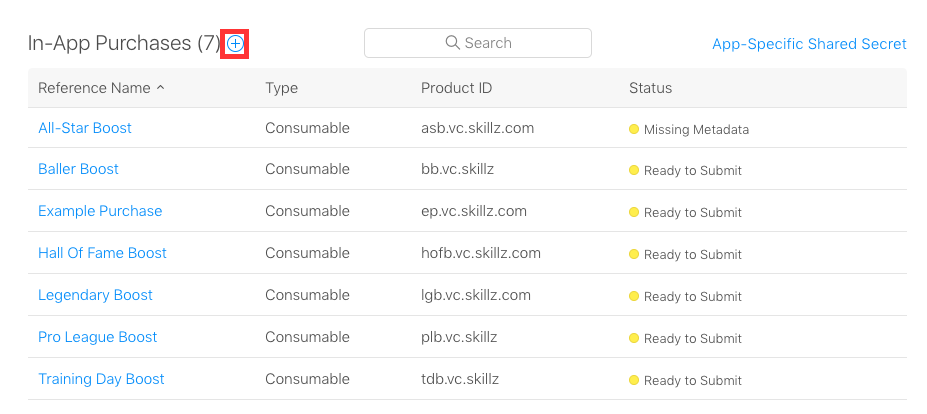 In-App Purchases (7)
Search
App-Specific Shared Secret
Reference Name Type Product ID Status
All-Star Boost Consumable asb.vc.skillz.com Missing Metadata
Baller Boost Consumable bb.vc.skillz Ready to Submit
Example Purchase Consumable ep.vc.skillz.com Ready to Submit
Hall Of Fame Boost Consumable hofb.vc.skillz.com Ready to Submit
Legendary Boost Consumable lgb.vc.skillz.com Ready to Submit
Pro League Boost Consumable plb.vc.skillz Ready to Submit
Training Day Boost Consumable tdb.vc.skillz Ready to Submit